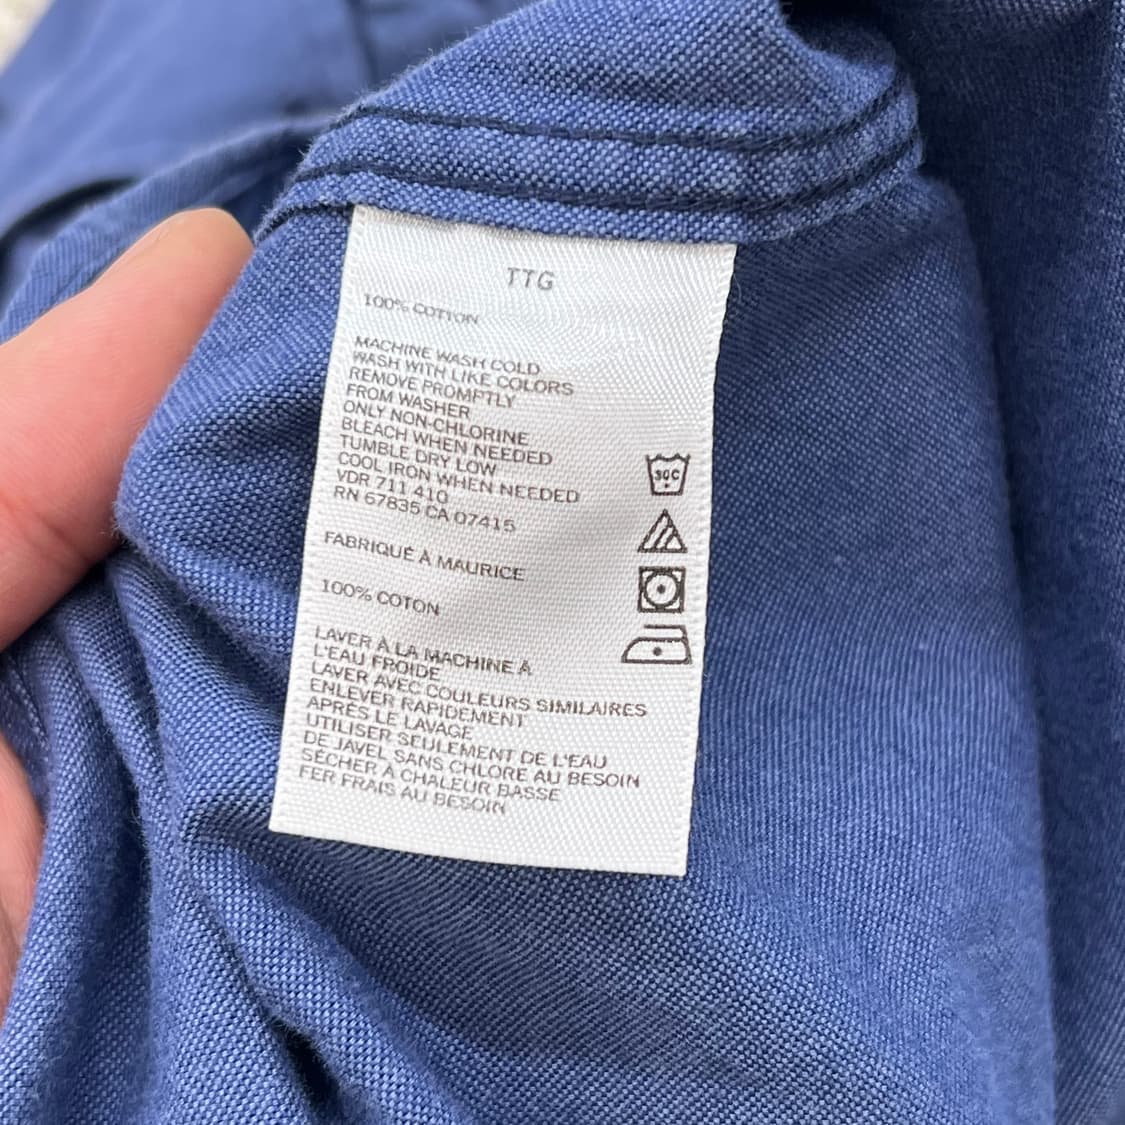 TTG
100% COTTON
MACHINE WASH COLD
WASH WITH LIKE COLORS
REMOVE PROMPTLY
FROM WASHER
ONLY NON-CHLORINE
BLEACH WHEN NEEDED
TUMBLE DRY LOW
COOL IRON WHEN NEEDED
VDR 711 410
RN 67835 CA 07415
30C
FABRIQUÉ À MAURICE
100% COTON
LAVER À LA MACHINE À
L'EAU FROIDE
LAVER AVEC COULEURS SIMILAIRES
ENLEVER RAPIDEMENT
APRÈS LE LAVAGE
UTILISER SEULEMENT DE L'EAU
DE JAVEL SANS CHLORE AU BESOIN
SÉCHER À CHALEUR BASSE
FER FRAIS AU BESOIN